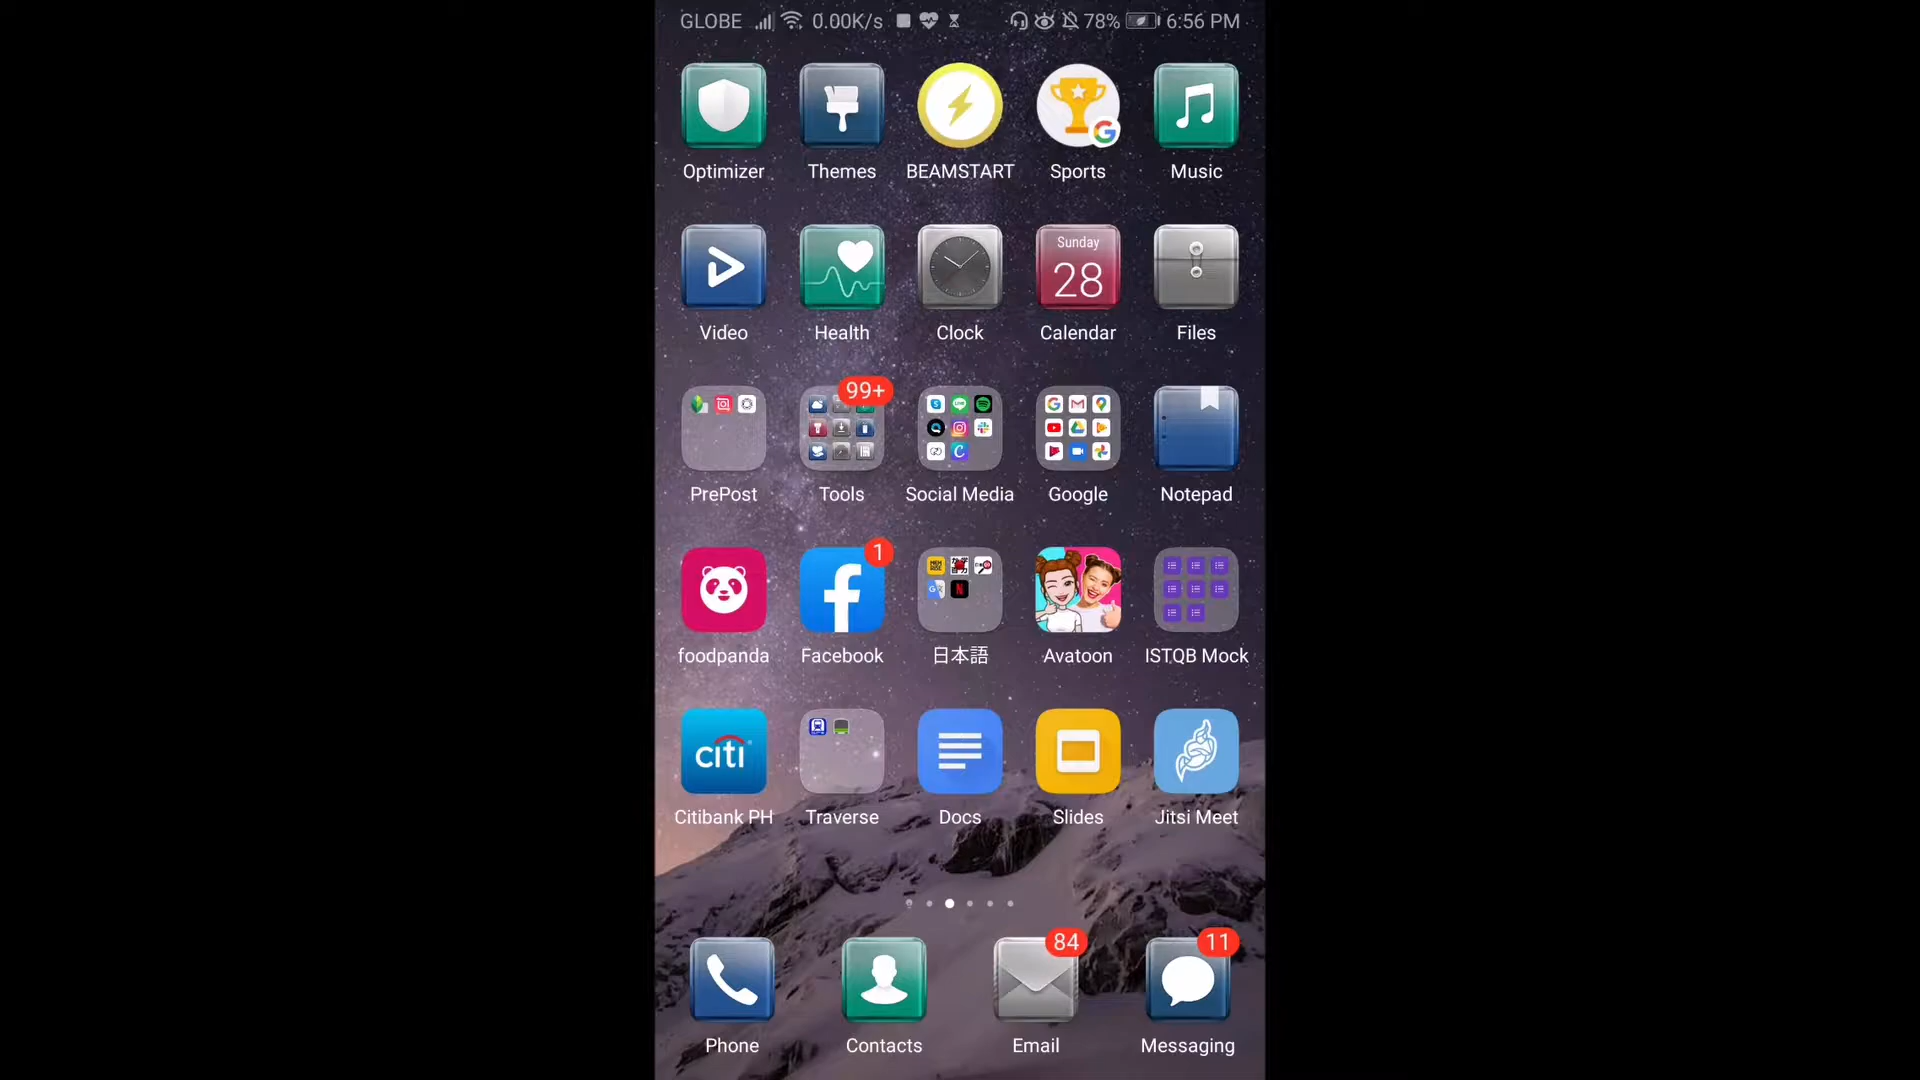 GLOBE 0.00K/s 78% 6:56 PM
Optimizer Themes BEAMSTART Sports Music
Sunday
28
Video Health Clock Calendar Files
99+
PrePost Tools Social Media Google Notepad
1
foodpanda Facebook 日本語 Avatoon ISTQB Mock
citi
Citibank PH Traverse Docs Slides Jitsi Meet
84 11
Phone Contacts Email Messaging